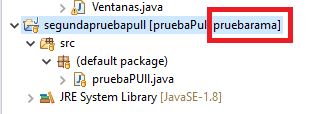 Ventanas.java
segundapruebapull [pruebaPull pruebarama]
src
(default package)
pruebaPUll.java
JRE System Library [JavaSE-1.8]